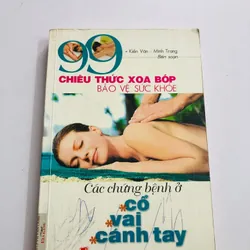 99
Kiến Văn - Minh Trang
Biên soạn
CHIÊU THỨC XOA BÓP
BẢO VỆ SỨC KHỎE
Các chứng bệnh ở
*cổ
*vai
*cánh tay